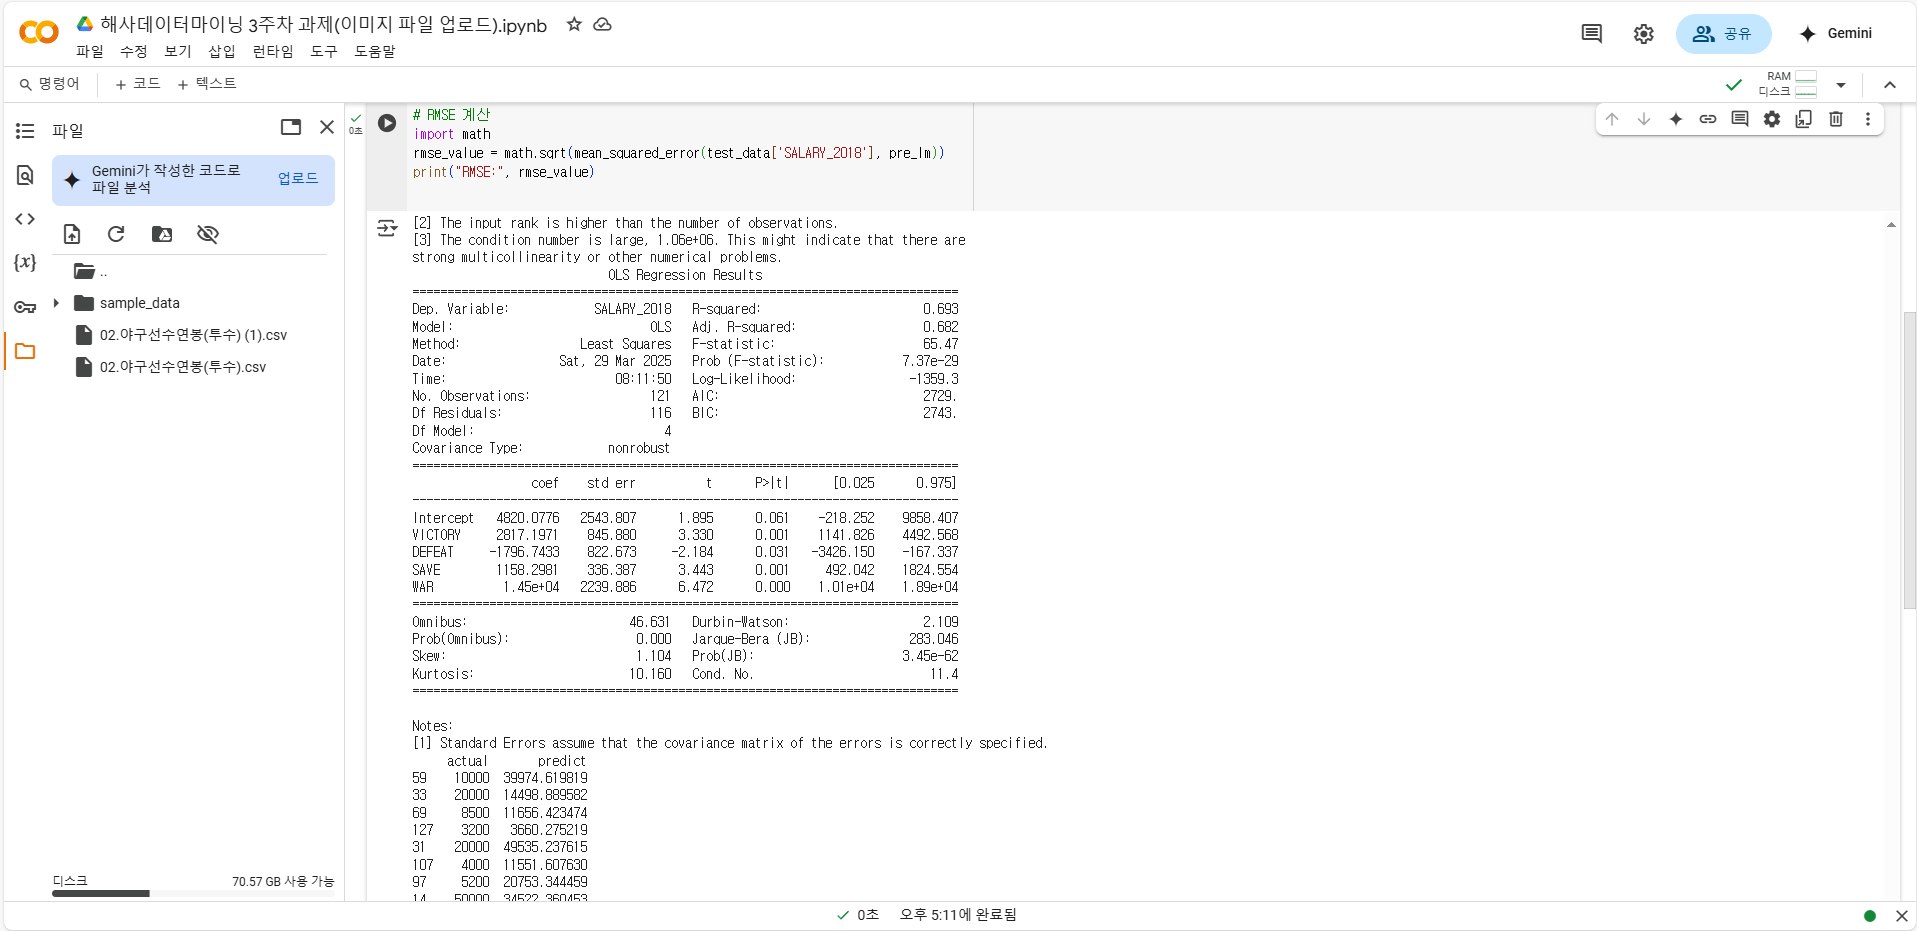 해사데이터마이닝 3주차 과제(이미지 파일 업로드).ipynb
파일 수정 보기 삽입 런타임 도구 도움말
공유
Gemini
명령어 + 코드 + 텍스트
RAM
디스크
파일
Gemini가 작성한 코드로
파일 분석
업로드
..
sample_data
02.야구선수연봉(투수) (1).csv
02.야구선수연봉(투수).csv
디스크 70.57 GB 사용 가능
0초
# RMSE 계산
import math
rmse_value = math.sqrt(mean_squared_error(test_data['SALARY_2018'], pre_lm))
print("RMSE:", rmse_value)
[2] The input rank is higher than the number of observations.
[3] The condition number is large, 1.06e+06. This might indicate that there are
strong multicollinearity or other numerical problems.
OLS Regression Results
==============================================================================
Dep. Variable: SALARY_2018 R-squared: 0.693
Model: OLS Adj. R-squared: 0.682
Method: Least Squares F-statistic: 65.47
Date: Sat, 29 Mar 2025 Prob (F-statistic): 7.37e-29
Time: 08:11:50 Log-Likelihood: -1359.3
No. Observations: 121 AIC: 2729.
Df Residuals: 116 BIC: 2743.
Df Model: 4
Covariance Type: nonrobust
==============================================================================
coef std err t P>|t| [0.025 0.975]
------------------------------------------------------------------------------
Intercept 4820.0776 2543.807 1.895 0.061 -218.252 9858.407
VICTORY 2817.1971 845.880 3.330 0.001 1141.826 4492.568
DEFEAT -1796.7433 822.673 -2.184 0.031 -3426.150 -167.337
SAVE 1158.2981 336.387 3.443 0.001 492.042 1824.554
WAR 1.45e+04 2239.886 6.472 0.000 1.01e+04 1.89e+04
==============================================================================
Omnibus: 46.631 Durbin-Watson: 2.109
Prob(Omnibus): 0.000 Jarque-Bera (JB): 283.046
Skew: 1.104 Prob(JB): 3.45e-62
Kurtosis: 10.160 Cond. No. 11.4
==============================================================================
Notes:
[1] Standard Errors assume that the covariance matrix of the errors is correctly specified.
actual predict
59 10000 39974.619819
33 20000 14498.889582
69 8500 11656.423474
127 3200 3660.275219
31 20000 49535.237615
107 4000 11551.607630
97 5200 20753.344459
14 50000 34522.360453
0초 오후 5:11에 완료됨